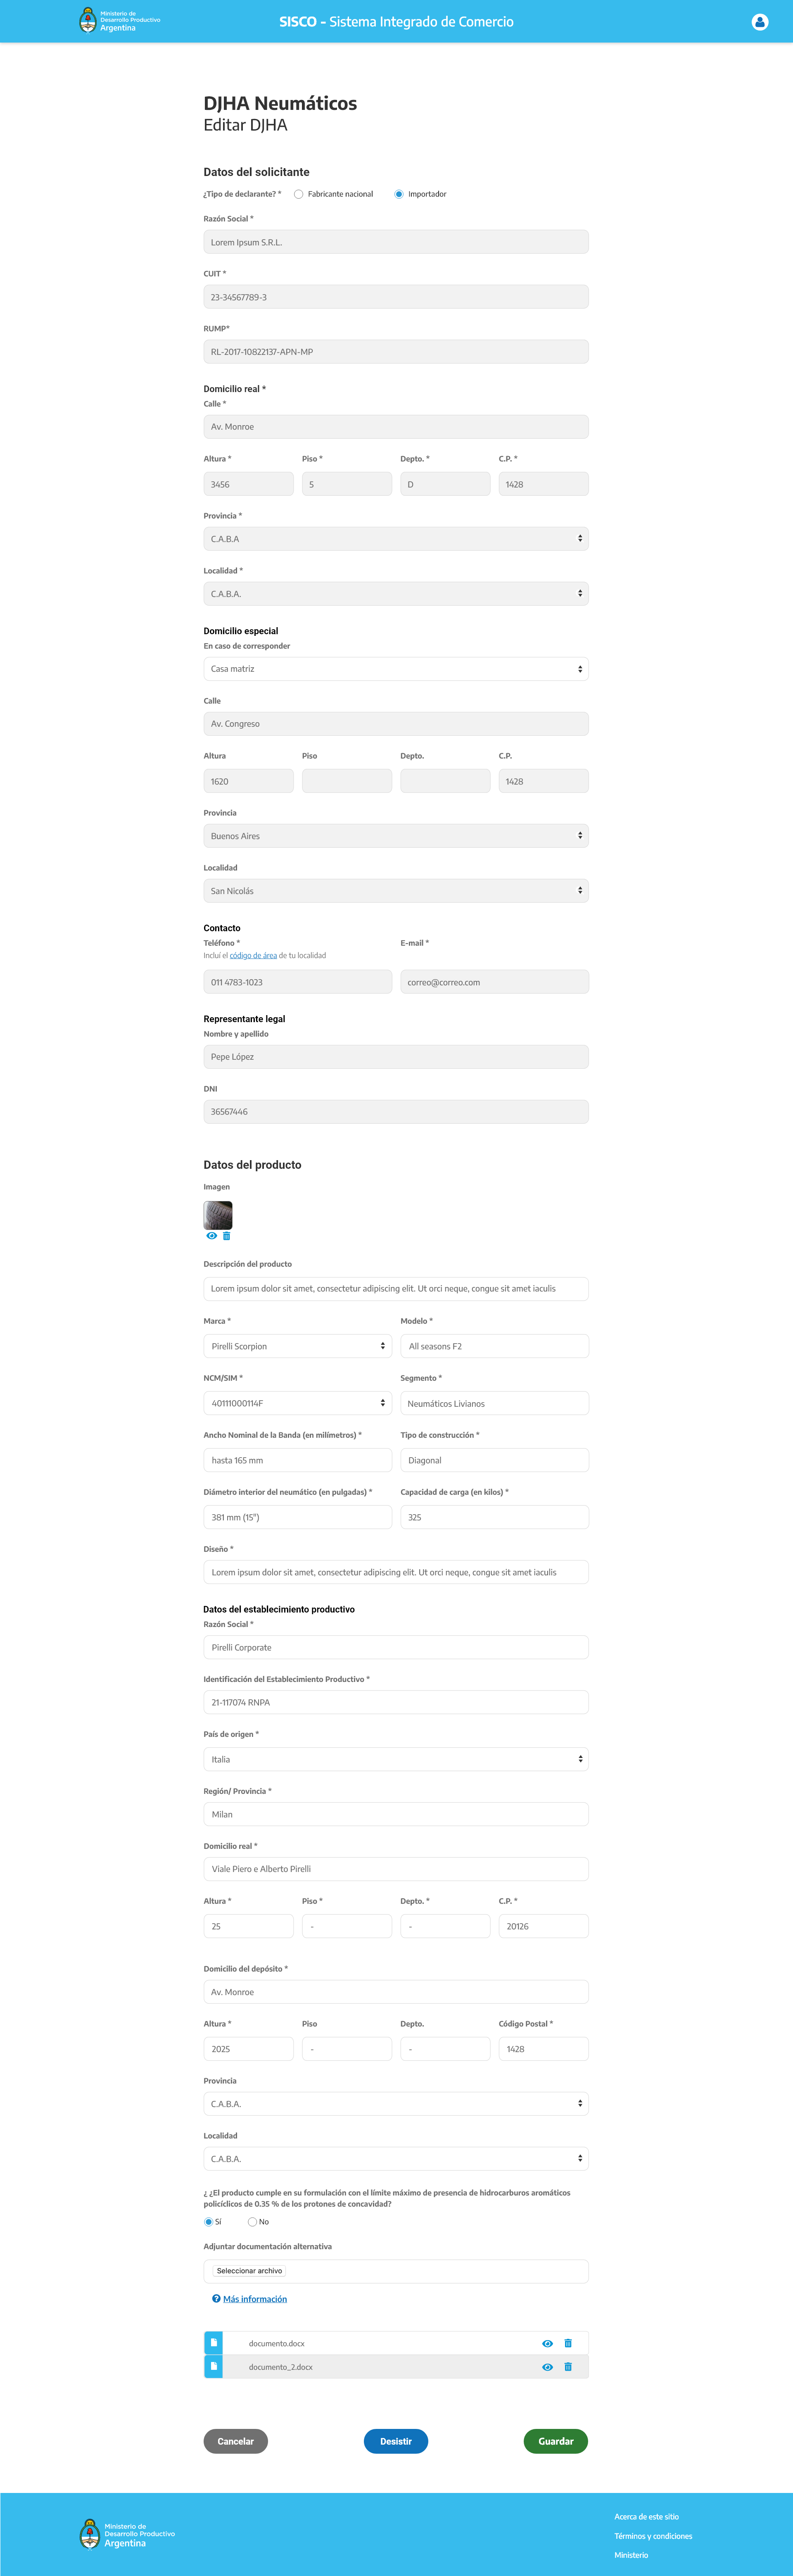 Ministerio de
Desarrollo Productivo
Argentina
SISCO - Sistema Integrado de Comercio
DJHA Neumáticos
Editar DJHA
Datos del solicitante
¿Tipo de declarante? * Fabricante nacional Importador
Razón Social *
Lorem Ipsum S.R.L.
CUIT *
23-34567789-3
RUMP*
RL-2017-10822137-APN-MP
Domicilio real *
Calle *
Av. Monroe
Altura * Piso * Depto. * C.P. *
3456 5 D 1428
Provincia *
C.A.B.A
Localidad *
C.A.B.A.
Domicilio especial
En caso de corresponder
Casa matriz
Calle
Av. Congreso
Altura Piso Depto. C.P.
1620 1428
Provincia
Buenos Aires
Localidad
San Nicolás
Contacto
Teléfono * E-mail *
Incluí el código de área de tu localidad
011 4783-1023 correo@correo.com
Representante legal
Nombre y apellido
Pepe López
DNI
36567446
Datos del producto
Imagen
Descripción del producto
Lorem ipsum dolor sit amet, consectetur adipiscing elit. Ut orci neque, congue sit amet iaculis
Marca * Modelo *
Pirelli Scorpion All seasons F2
NCM/SIM * Segmento *
40111000114F Neumáticos Livianos
Ancho Nominal de la Banda (en milímetros) * Tipo de construcción *
hasta 165 mm Diagonal
Diámetro interior del neumático (en pulgadas) * Capacidad de carga (en kilos) *
381 mm (15") 325
Diseño *
Lorem ipsum dolor sit amet, consectetur adipiscing elit. Ut orci neque, congue sit amet iaculis
Datos del establecimiento productivo
Razón Social *
Pirelli Corporate
Identificación del Establecimiento Productivo *
21-117074 RNPA
País de origen *
Italia
Región/ Provincia *
Milan
Domicilio real *
Viale Piero e Alberto Pirelli
Altura * Piso * Depto. * C.P. *
25 - - 20126
Domicilio del depósito *
Av. Monroe
Altura * Piso Depto. Código Postal *
2025 - - 1428
Provincia
C.A.B.A.
Localidad
C.A.B.A.
¿ ¿El producto cumple en su formulación con el límite máximo de presencia de hidrocarburos aromáticos
policíclicos de 0.35 % de los protones de concavidad?
Sí No
Adjuntar documentación alternativa
Seleccionar archivo
Más información
documento.docx
documento_2.docx
Cancelar Desistir Guardar
Ministerio de
Desarrollo Productivo
Argentina
Acerca de este sitio
Términos y condiciones
Ministerio